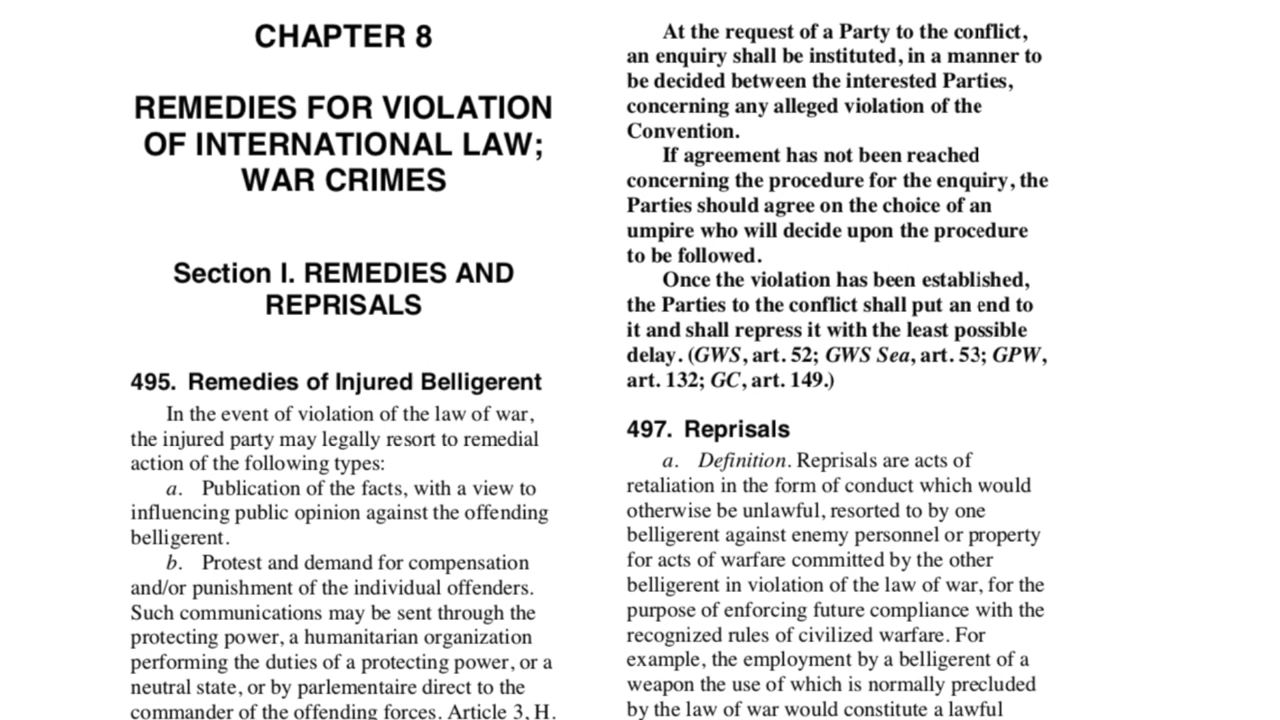 CHAPTER 8
REMEDIES FOR VIOLATION
OF INTERNATIONAL LAW;
WAR CRIMES
Section I. REMEDIES AND
REPRISALS
495. Remedies of Injured Belligerent
In the event of violation of the law of war,
the injured party may legally resort to remedial
action of the following types:
a. Publication of the facts, with a view to
influencing public opinion against the offending
belligerent.
b. Protest and demand for compensation
and/or punishment of the individual offenders.
Such communications may be sent through the
protecting power, a humanitarian organization
performing the duties of a protecting power, or a
neutral state, or by parlementaire direct to the
commander of the offending forces. Article 3, H.
At the request of a Party to the conflict,
an enquiry shall be instituted, in a manner to
be decided between the interested Parties,
concerning any alleged violation of the
Convention.
If agreement has not been reached
concerning the procedure for the enquiry, the
Parties should agree on the choice of an
umpire who will decide upon the procedure
to be followed.
Once the violation has been established,
the Parties to the conflict shall put an end to
it and shall repress it with the least possible
delay. (GWS, art. 52; GWS Sea, art. 53; GPW,
art. 132; GC, art. 149.)
497. Reprisals
a. Definition. Reprisals are acts of
retaliation in the form of conduct which would
otherwise be unlawful, resorted to by one
belligerent against enemy personnel or property
for acts of warfare committed by the other
belligerent in violation of the law of war, for the
purpose of enforcing future compliance with the
recognized rules of civilized warfare. For
example, the employment by a belligerent of a
weapon the use of which is normally precluded
by the law of war would constitute a lawful